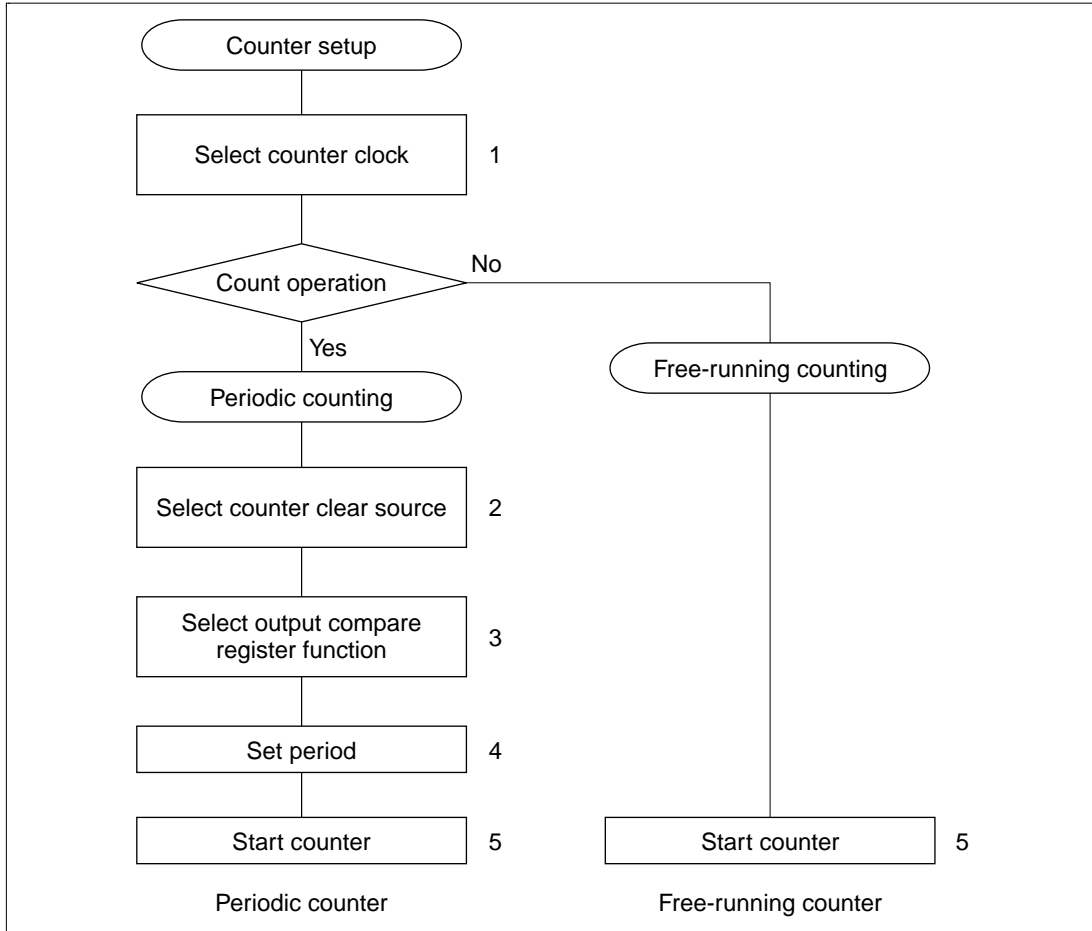 Counter setup
Select counter clock
1
Count operation
No
Yes
Periodic counting
Free-running counting
Select counter clear source
2
Select output compare
register function
3
Set period
4
Start counter
5
Start counter
5
Periodic counter
Free-running counter